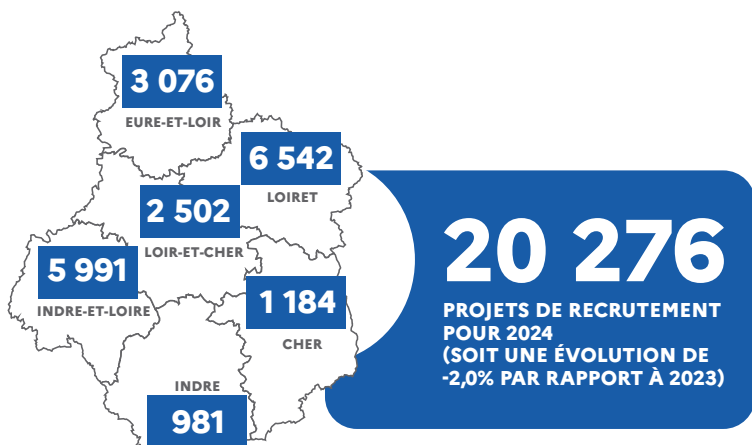 3 076
EURE-ET-LOIR
6 542
LOIRET
2 502
LOIR-ET-CHER
5 991
INDRE-ET-LOIRE
1 184
CHER
INDRE
981
20 276
PROJETS DE RECRUTEMENT
POUR 2024
(SOIT UNE ÉVOLUTION DE
-2,0% PAR RAPPORT À 2023)